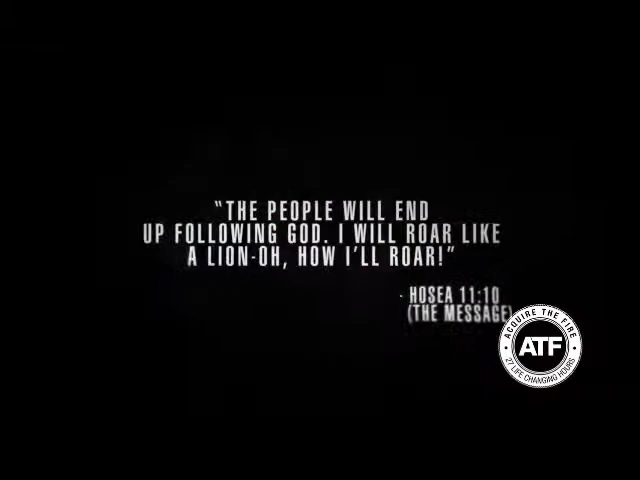 “THE PEOPLE WILL END
UP FOLLOWING GOD. I WILL ROAR LIKE
A LION-OH, HOW I'LL ROAR!”
- HOSEA 11:10
(THE MESSAGE)
ACQUIRE THE FIRE
ATF
27 LIFE CHANGING HOURS